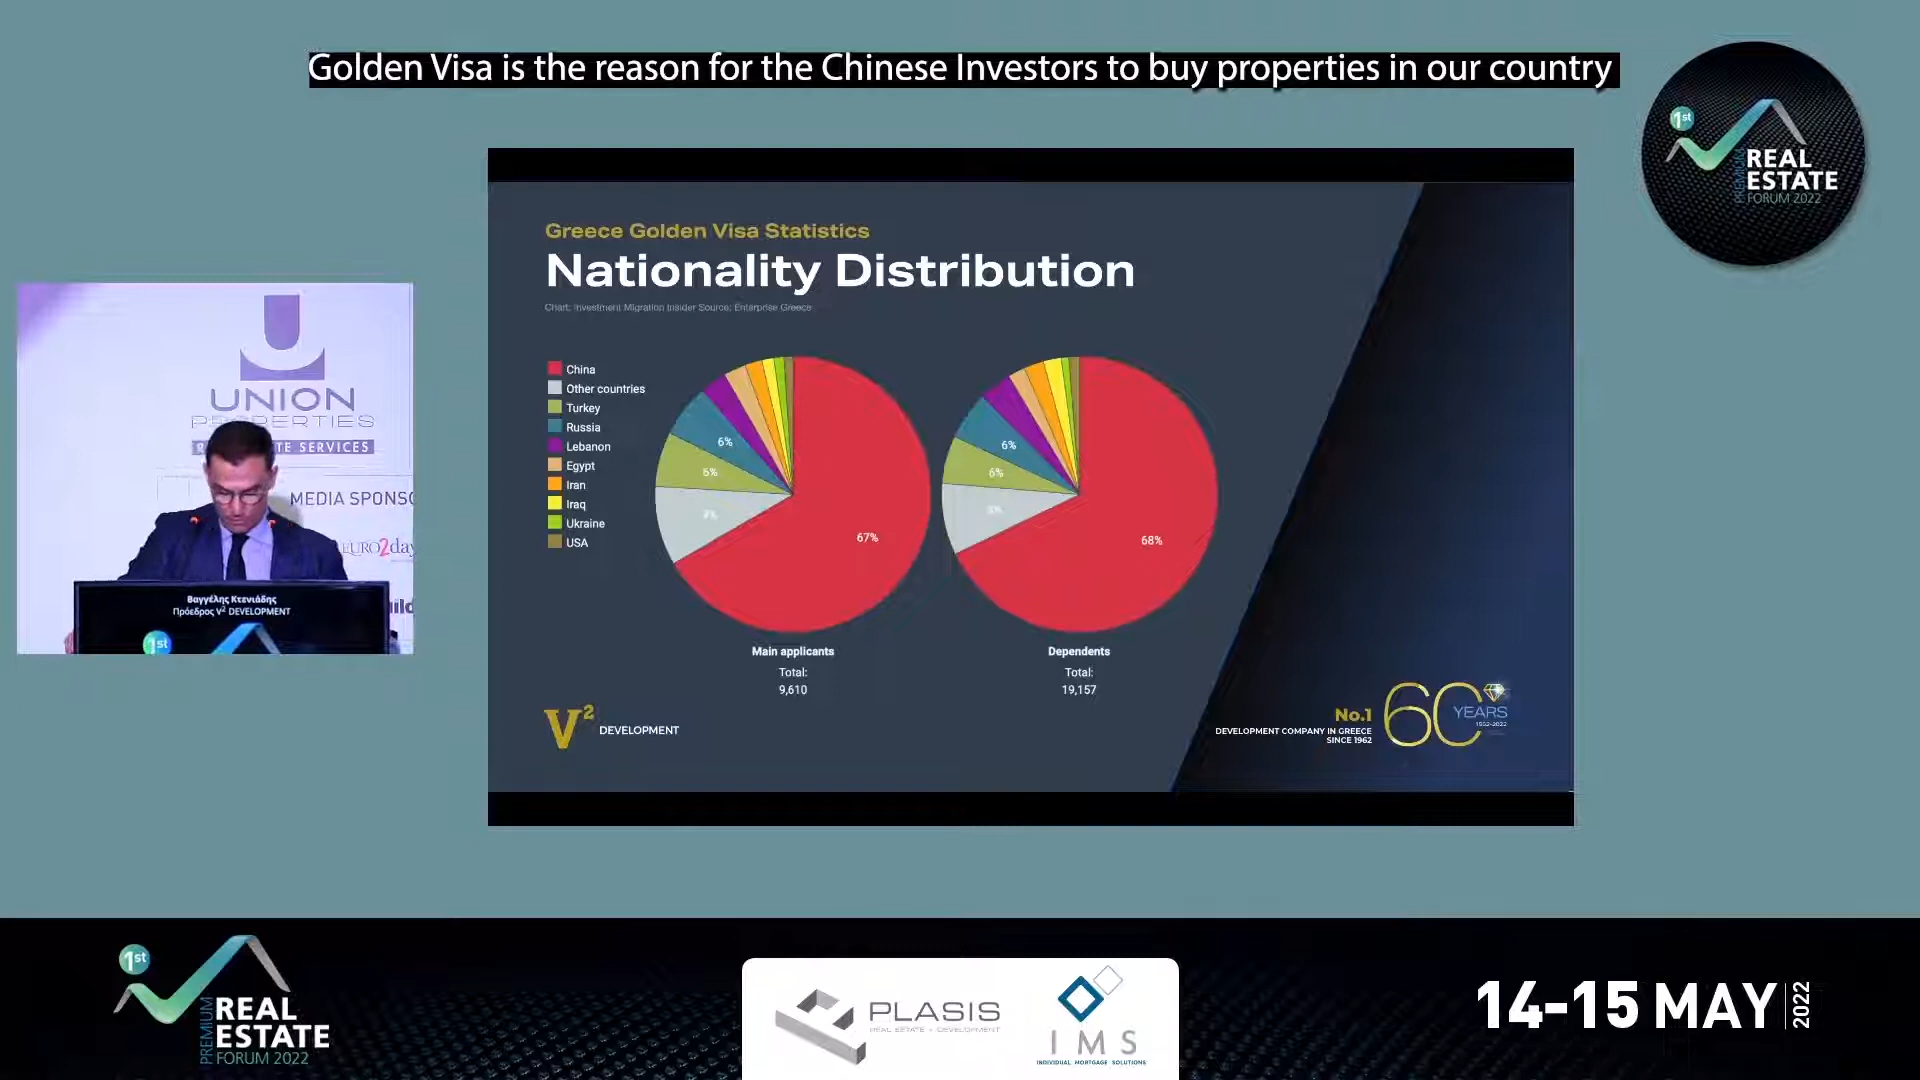 Golden Visa is the reason for the Chinese Investors to buy properties in our country
1st
PREMIUM
REAL
ESTATE
FORUM 2022
Greece Golden Visa Statistics
Nationality Distribution
Chart: Investment Migration Insider Source: Enterprise Greece
China
Other countries
Turkey
Russia
Lebanon
Egypt
Iran
Iraq
Ukraine
USA
6%
6%
67%
6%
6%
68%
Main applicants
Total:
9,610
Dependents
Total:
19,157
V2 DEVELOPMENT
No.1
DEVELOPMENT COMPANY IN GREECE
SINCE 1962
60 YEARS
UNION
PROPERTIES
TE SERVICES
MEDIA SPONSO
EURO2day
Βαγγέλης Κτενιάδης
Πρόεδρος V2 DEVELOPMENT
1st
1st
PREMIUM
REAL
ESTATE
FORUM 2022
PLASIS
REAL ESTATE + DEVELOPMENT
IMS
INDIVIDUAL MORTGAGE SOLUTIONS
14-15 MAY 2022